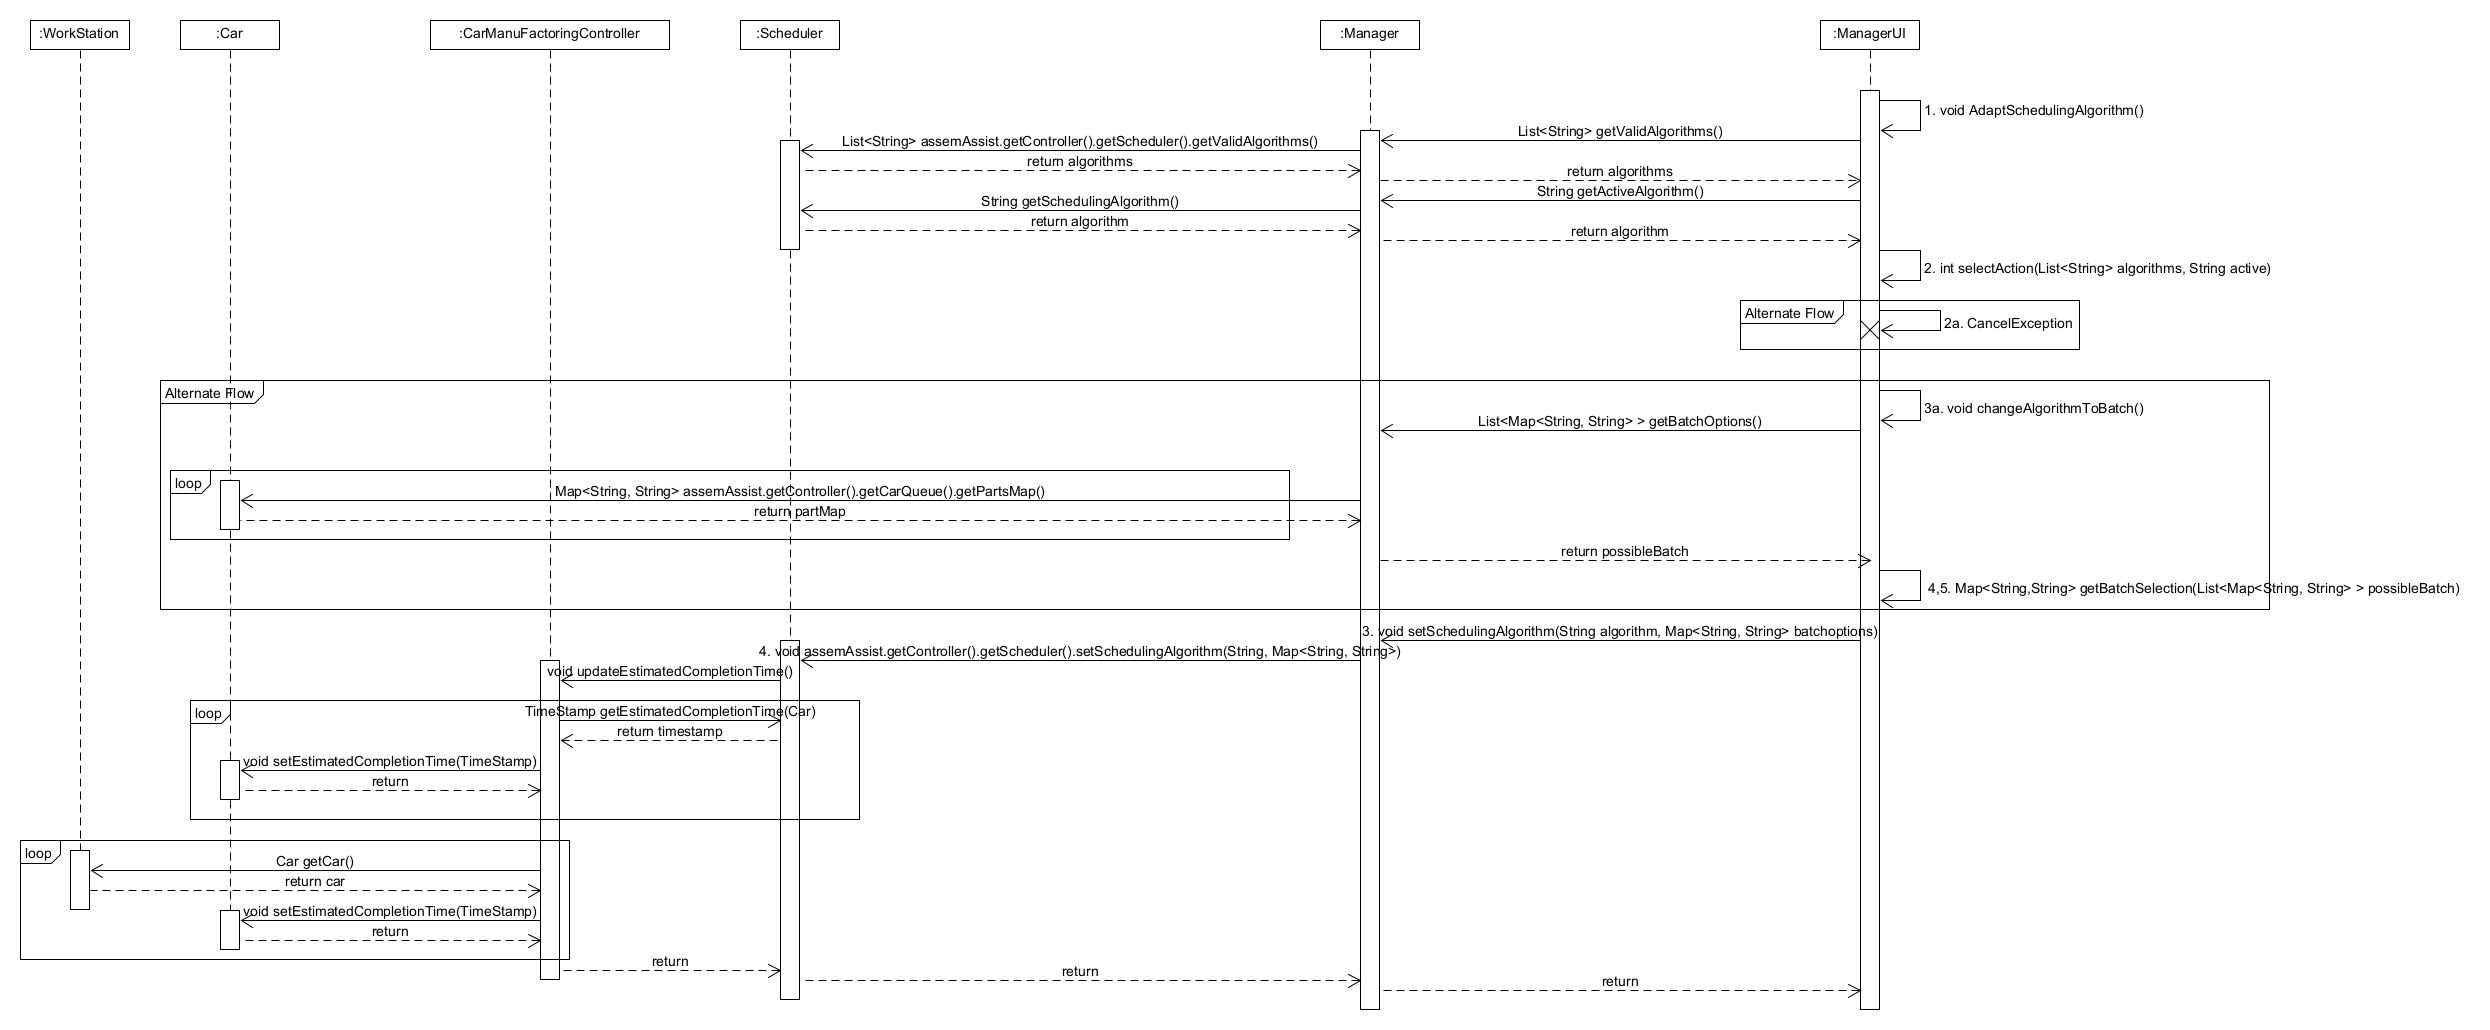 :WorkStation
:Car
:CarManuFactoringController
:Scheduler
:Manager
:ManagerUI
1. void AdaptSchedulingAlgorithm()
List<String> getValidAlgorithms()
List<String> assemAssist.getController().getScheduler().getValidAlgorithms()
return algorithms
return algorithms
String getActiveAlgorithm()
String getSchedulingAlgorithm()
return algorithm
return algorithm
2. int selectAction(List<String> algorithms, String active)
Alternate Flow
2a. CancelException
Alternate Flow
3a. void changeAlgorithmToBatch()
List<Map<String, String> > getBatchOptions()
loop
Map<String, String> assemAssist.getController().getCarQueue().getPartsMap()
return partMap
return possibleBatch
4,5. Map<String,String> getBatchSelection(List<Map<String, String> > possibleBatch)
3. void setSchedulingAlgorithm(String algorithm, Map<String, String> batchoptions)
4. void assemAssist.getController().getScheduler().setSchedulingAlgorithm(String, Map<String, String>)
void updateEstimatedCompletionTime()
loop
TimeStamp getEstimatedCompletionTime(Car)
return timestamp
void setEstimatedCompletionTime(TimeStamp)
return
loop
Car getCar()
return car
void setEstimatedCompletionTime(TimeStamp)
return
return
return
return